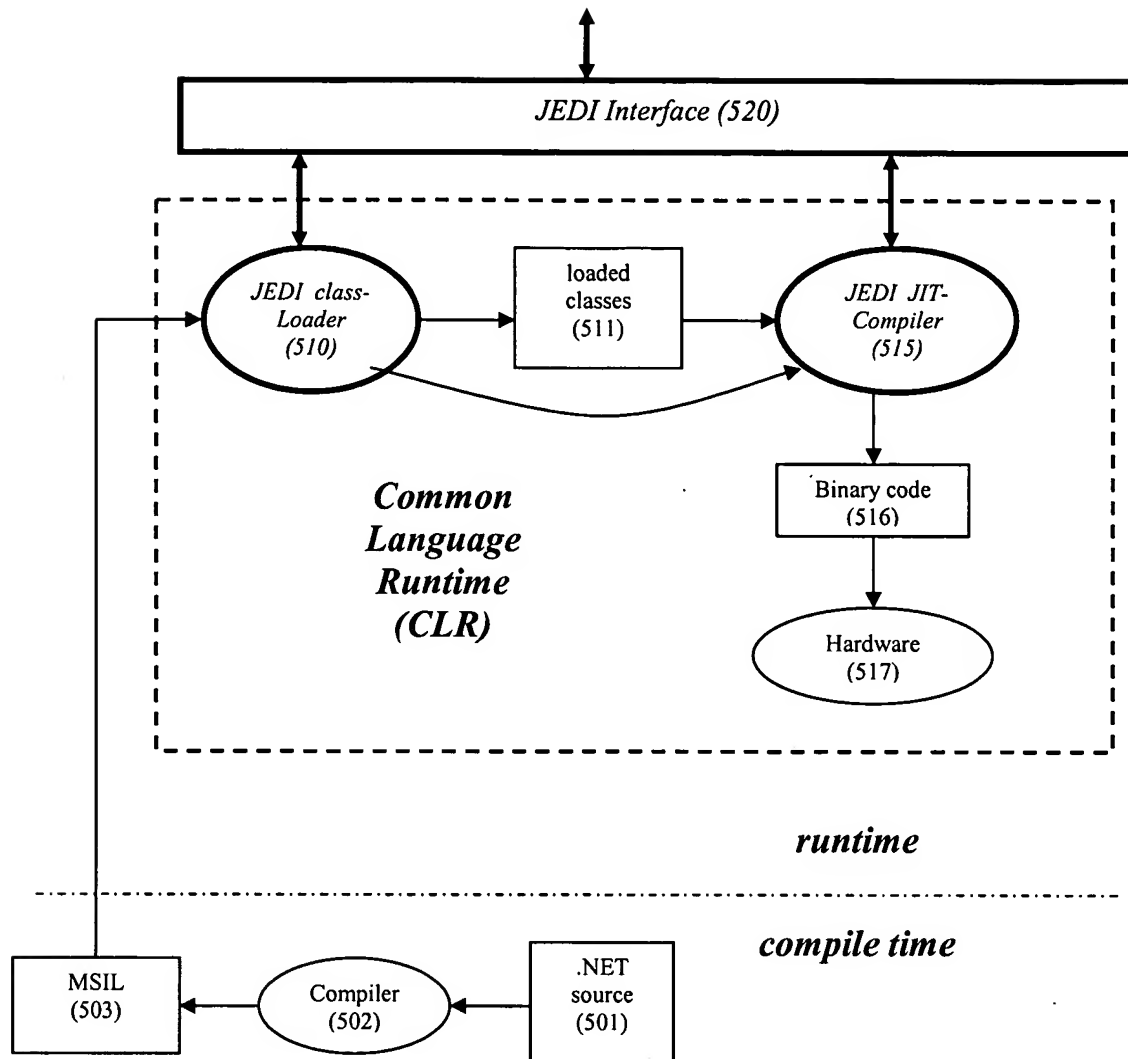 JEDI Interface (520)
JEDI class-
Loader
(510)
loaded
classes
(511)
JEDI JIT-
Compiler
(515)
Common
Language
Runtime
(CLR)
Binary code
(516)
Hardware
(517)
runtime
compile time
MSIL
(503)
Compiler
(502)
.NET
source
(501)